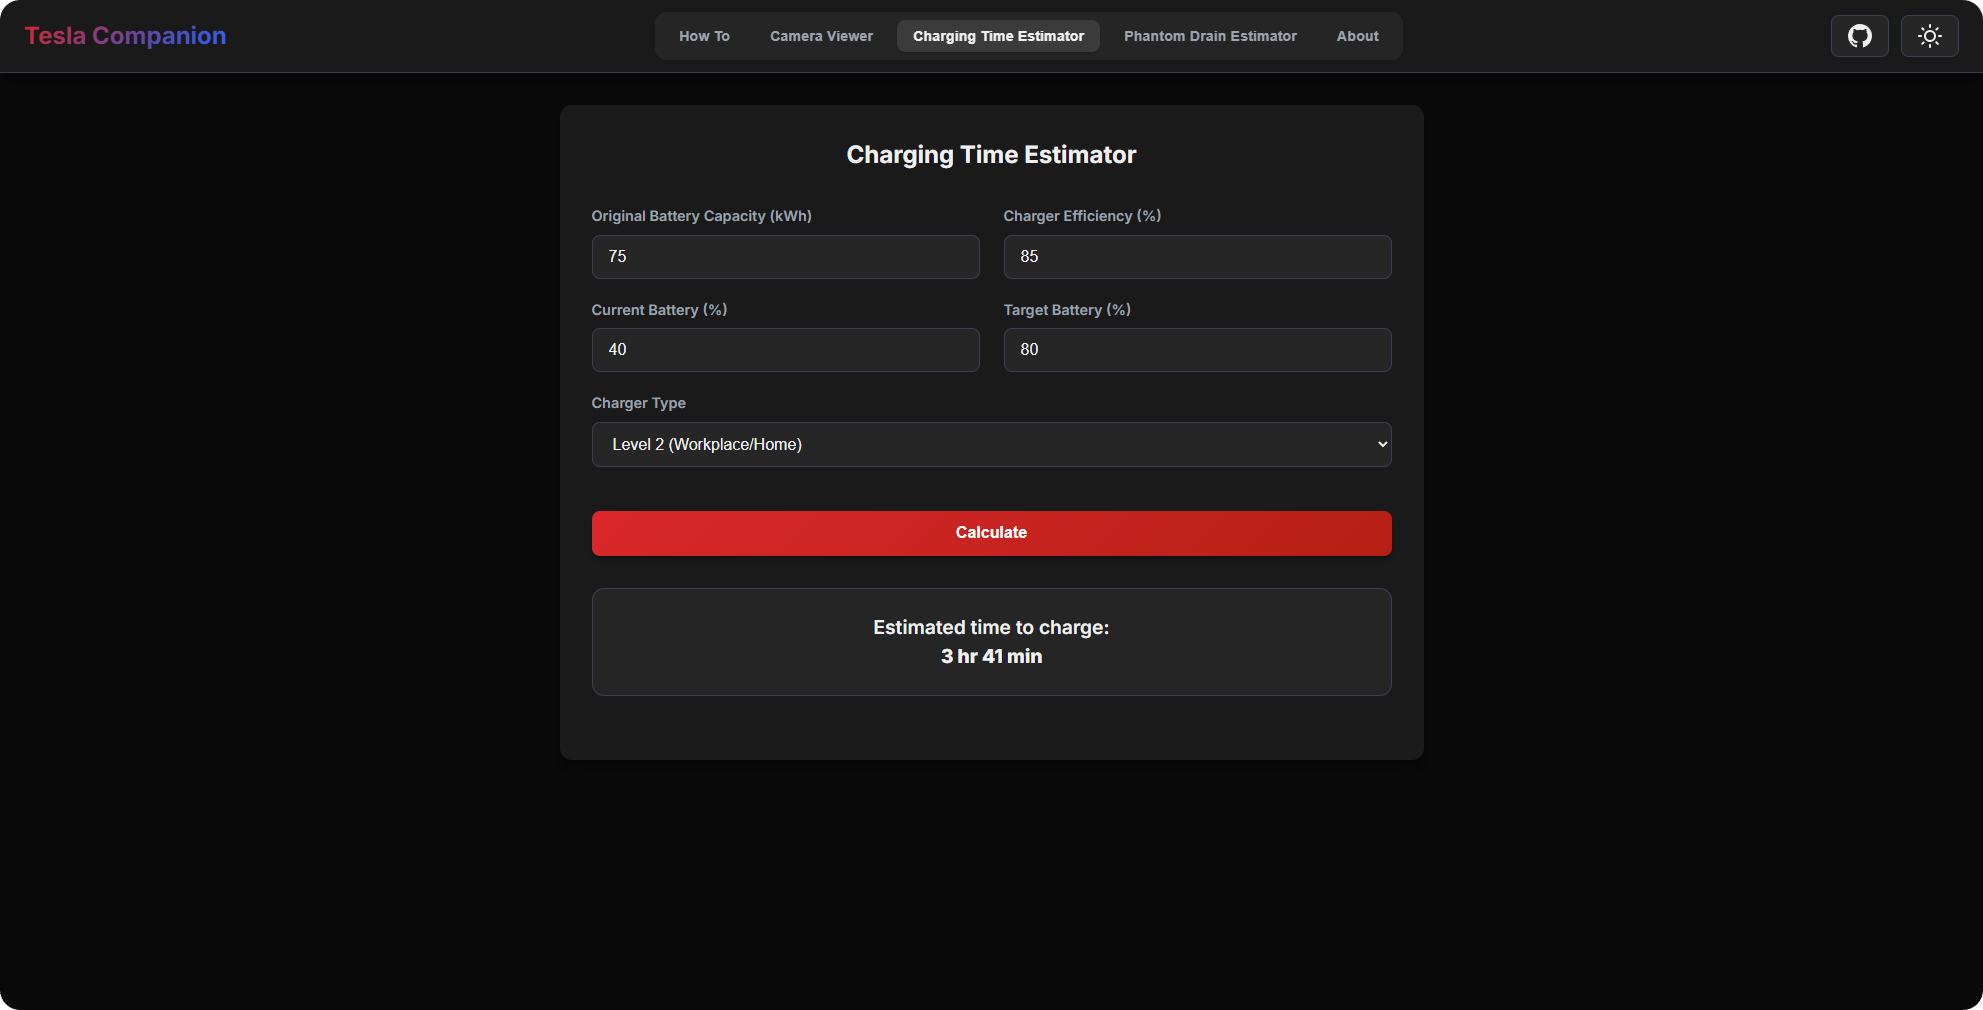 Tesla Companion
How To
Camera Viewer
Charging Time Estimator
Phantom Drain Estimator
About
Charging Time Estimator
Original Battery Capacity (kWh)
Charger Efficiency (%)
75
85
Current Battery (%)
Target Battery (%)
40
80
Charger Type
Level 2 (Workplace/Home)
Calculate
Estimated time to charge:
3 hr 41 min